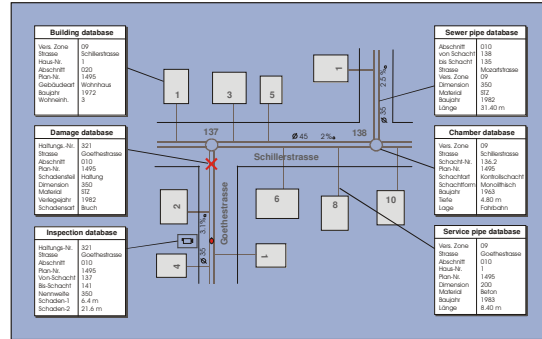 Building database
Vers. Zone 09
Strasse Schillerstrasse
Haus-Nr. 1
Abschnitt 020
Plan-Nr. 1495
Gebäudeart Wohnhaus
Baujahr 1972
Wohneinh. 3
Damage database
Haltungs.-Nr. 321
Strasse Goethestrasse
Abschnitt 010
Plan-Nr. 1495
Schadensteil Haltung
Dimension 350
Material STZ
Verlegejahr 1982
Schadensart Bruch
Inspection database
Haltungs-Nr. 321
Strasse Goethestrasse
Abschnitt 010
Plan-Nr. 1495
Von-Schacht 137
Bis-Schacht 141
Nennweite 350
Schaden-1 6.4 m
Schaden-2 21.6 m
1
3
5
1
2.5 ‰
Ø 35
137
Ø 45 2‰
138
Schillerstrasse
Goethestrasse
2
3.1‰
Ø 35
4
1
6
8
10
Sewer pipe database
Abschnitt 010
von Schacht 138
bis Schacht 135
Strasse Mozartstrasse
Vers. Zone 09
Dimension 350
Material STZ
Baujahr 1982
Länge 31.40 m
Chamber database
Vers. Zone 09
Strasse Schillerstrasse
Schacht-Nr. 136.2
Plan-Nr. 1495
Schachtart Kontrollschacht
Schachtform Monolithisch
Baujahr 1963
Tiefe 4.80 m
Lage Fahrbahn
Service pipe database
Vers. Zone 09
Strasse Goethestrasse
Abschnitt 010
Haus-Nr. 1
Plan-Nr. 1495
Dimension 200
Material Beton
Baujahr 1983
Länge 8.40 m